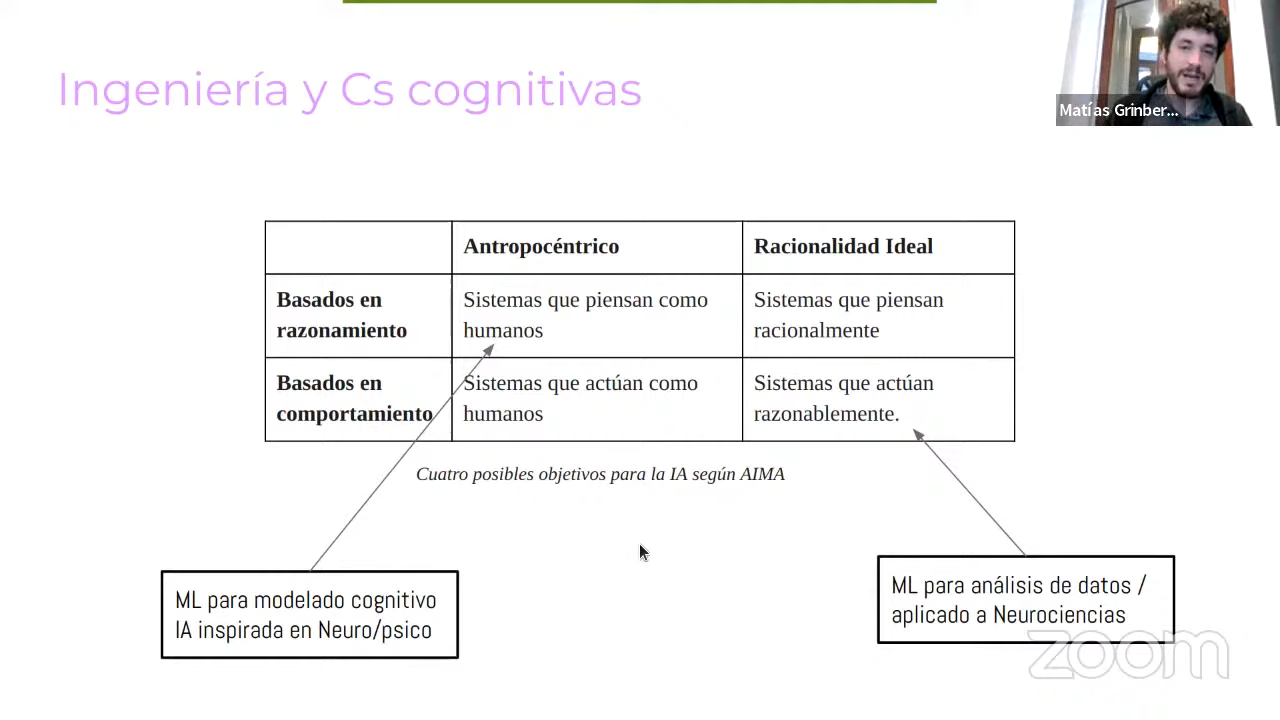 Ingeniería y Cs cognitivas
Matías Grinber...
Antropocéntrico
Racionalidad Ideal
Basados en
razonamiento
Sistemas que piensan como
humanos
Sistemas que piensan
racionalmente
Basados en
comportamiento
Sistemas que actúan como
humanos
Sistemas que actúan
razonablemente.
Cuatro posibles objetivos para la IA según AIMA
ML para modelado cognitivo
IA inspirada en Neuro/psico
ML para análisis de datos /
aplicado a Neurociencias
zoom